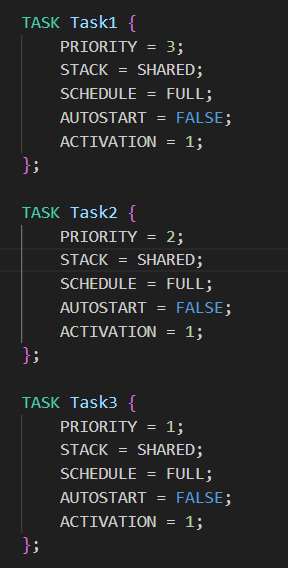 TASK Task1 {
    PRIORITY = 3;
    STACK = SHARED;
    SCHEDULE = FULL;
    AUTOSTART = FALSE;
    ACTIVATION = 1;
};

TASK Task2 {
    PRIORITY = 2;
    STACK = SHARED;
    SCHEDULE = FULL;
    AUTOSTART = FALSE;
    ACTIVATION = 1;
};

TASK Task3 {
    PRIORITY = 1;
    STACK = SHARED;
    SCHEDULE = FULL;
    AUTOSTART = FALSE;
    ACTIVATION = 1;
};